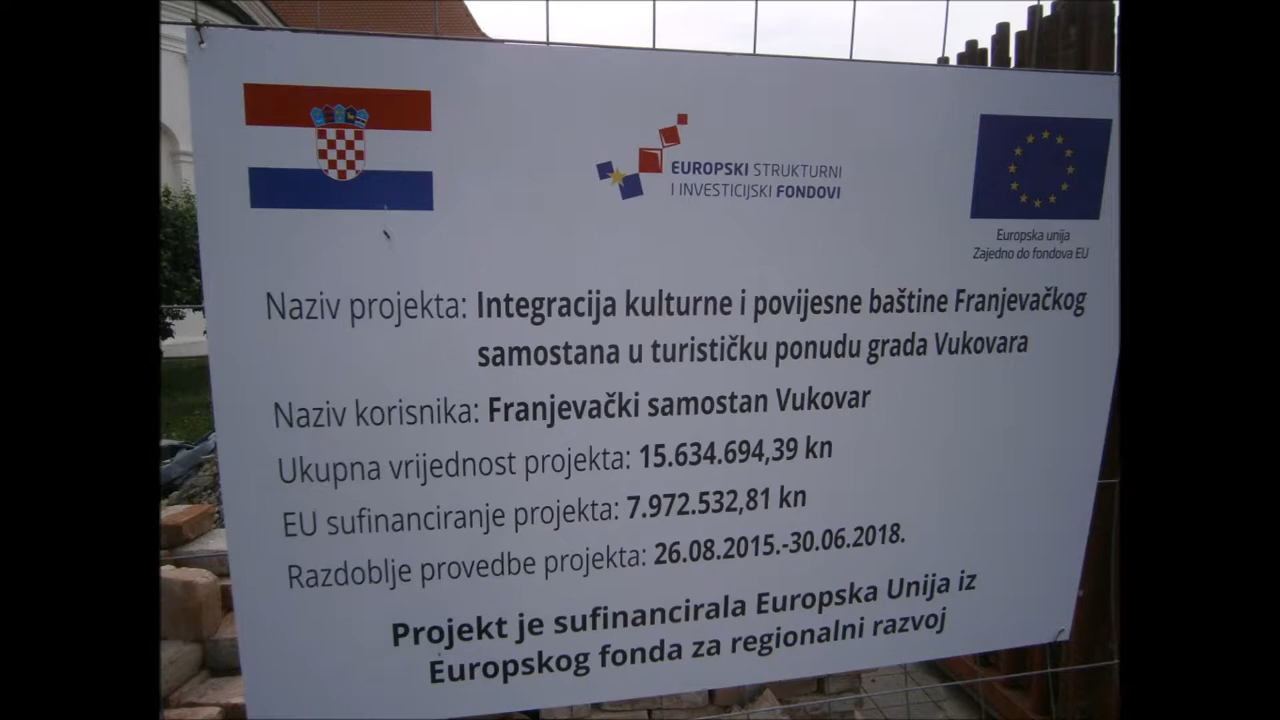 EUROPSKI STRUKTURNI
I INVESTICIJSKI FONDOVI
Europska unija
Zajedno do fondova EU
Naziv projekta: Integracija kulturne i povijesne baštine Franjevačkog
samostana u turističku ponudu grada Vukovara
Naziv korisnika: Franjevački samostan Vukovar
Ukupna vrijednost projekta: 15.634.694,39 kn
EU sufinanciranje projekta: 7.972.532,81 kn
Razdoblje provedbe projekta: 26.08.2015.-30.06.2018.
Projekt je sufinancirala Europska Unija iz
Europskog fonda za regionalni razvoj